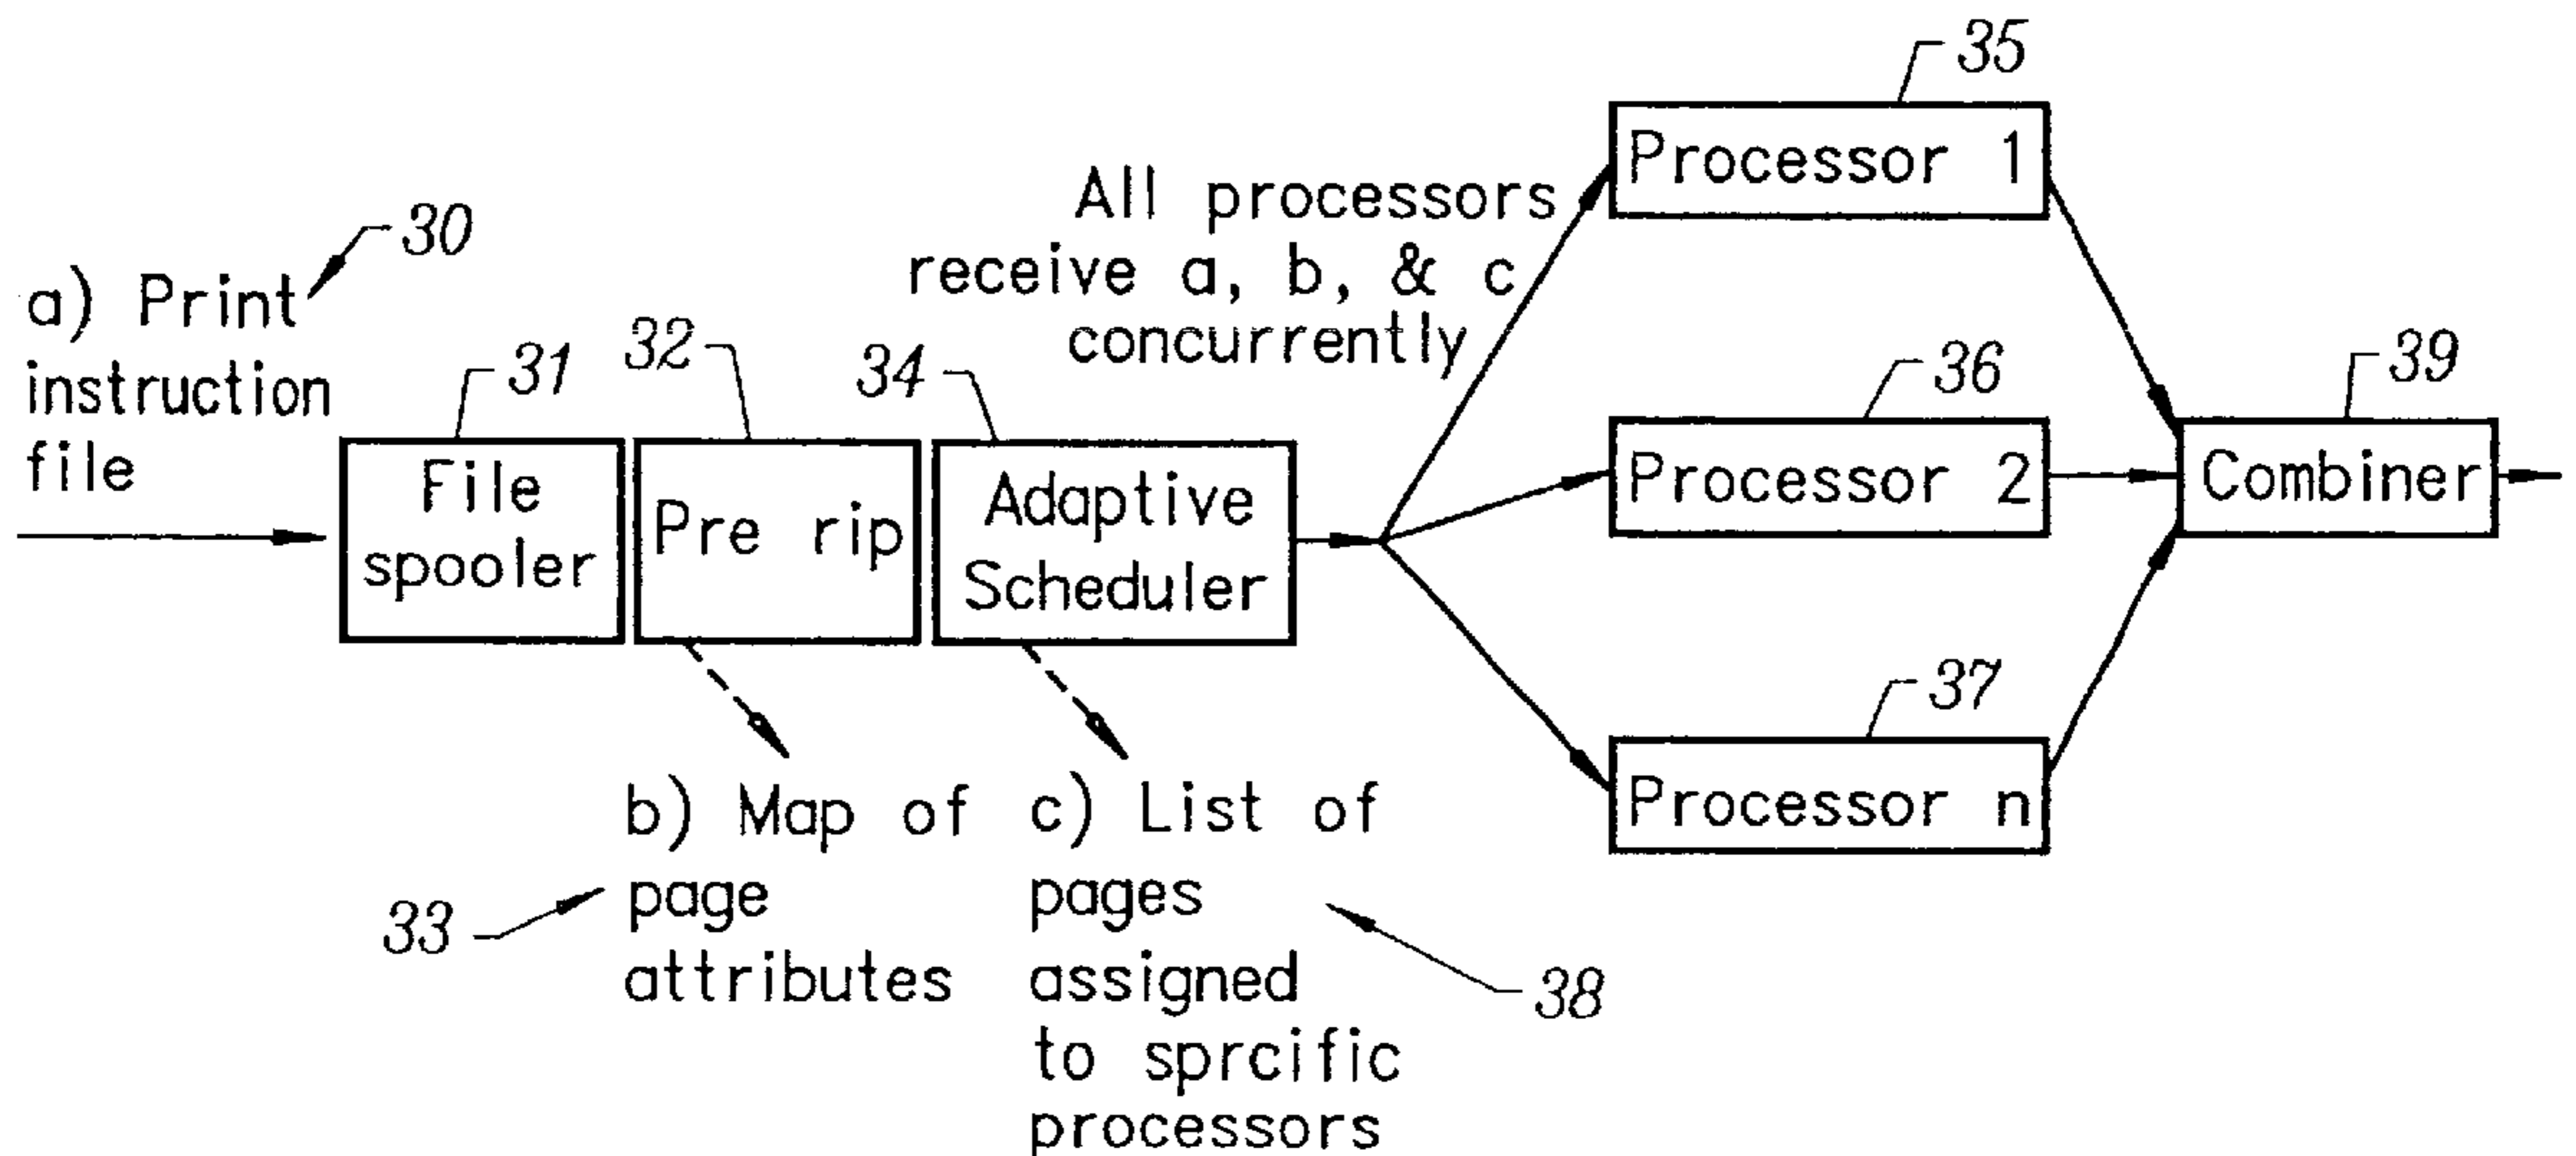 30
a) Print
instruction
file
31
File
spooler
32
Pre rip
34
Adaptive
Scheduler
All processors
receive a, b, & c
concurrently
35
Processor 1
36
Processor 2
37
Processor n
39
Combiner
33
b) Map of
page
attributes
c) List of
pages
assigned
to sprcific
processors
38